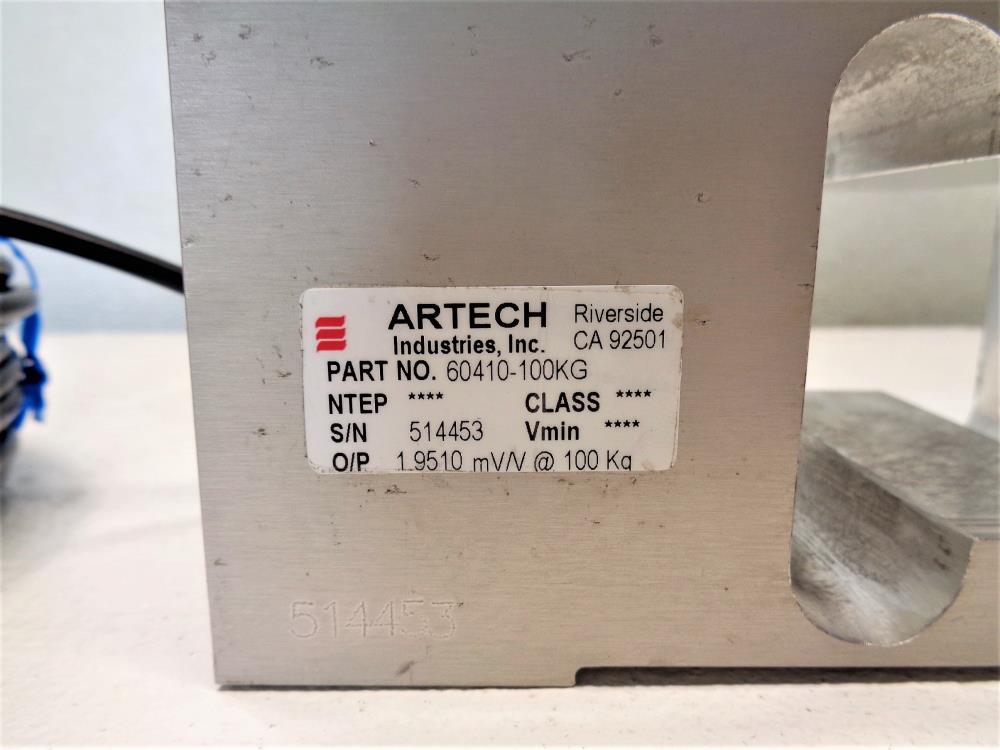 ARTECH Riverside
Industries, Inc. CA 92501
PART NO. 60410-100KG
NTEP **** CLASS ****
S/N 514453 Vmin ****
O/P 1.9510 mV/V @ 100 Kg
514453